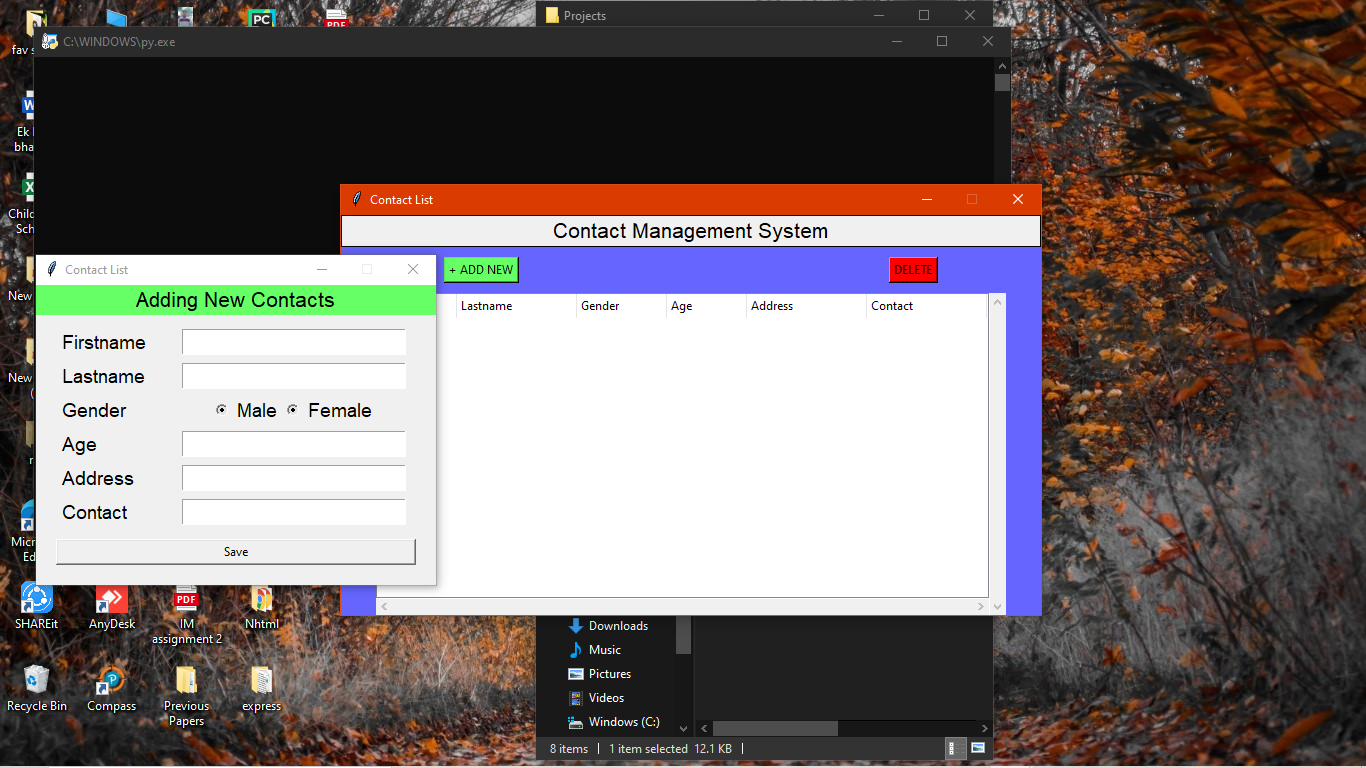 PC
PDF
Projects
fav s
C:\WINDOWS\py.exe
W
Ek
bha
X
Child
Sch
Contact List
Contact Management System
+ ADD NEW
DELETE
Lastname
Gender
Age
Address
Contact
Contact List
Adding New Contacts
Firstname
Lastname
Gender
Male
Female
Age
Address
Contact
Save
New
New
(
r
Micr
Ed
SHAREit
AnyDesk
PDF
IM
assignment 2
Nhtml
Recycle Bin
Compass
Previous
Papers
express
Downloads
Music
Pictures
Videos
Windows (C:)
8 items
1 item selected 12.1 KB